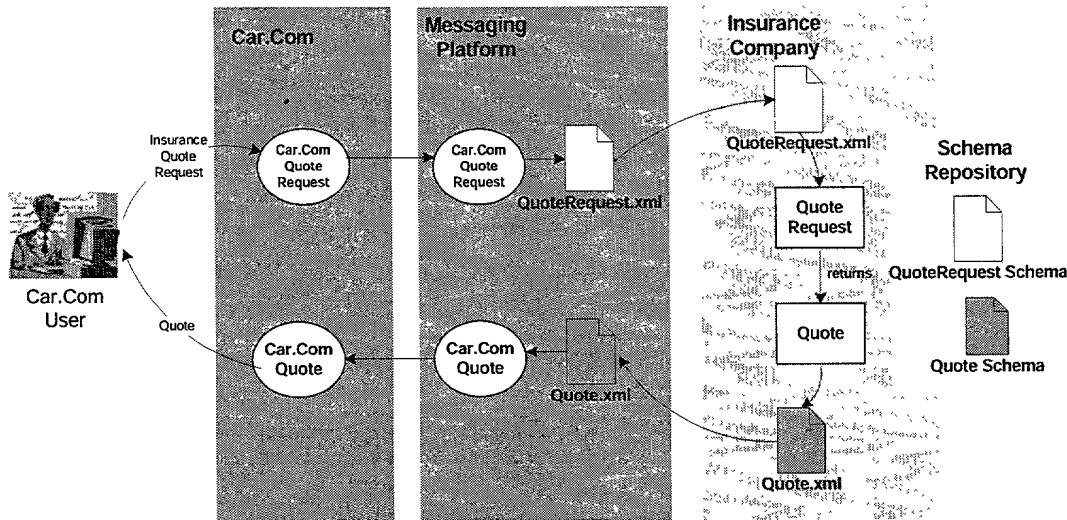 Car.Com
Messaging
Platform
Insurance
Company
Insurance
Quote
Request
Car.Com
Quote
Request
Car.Com
Quote
Request
QuoteRequest.xml
QuoteRequest.xml
Schema
Repository
Quote
Request
QuoteRequest Schema
returns
Car.Com
User
Quote
Car.Com
Quote
Car.Com
Quote
Quote.xml
Quote
Quote Schema
Quote.xml